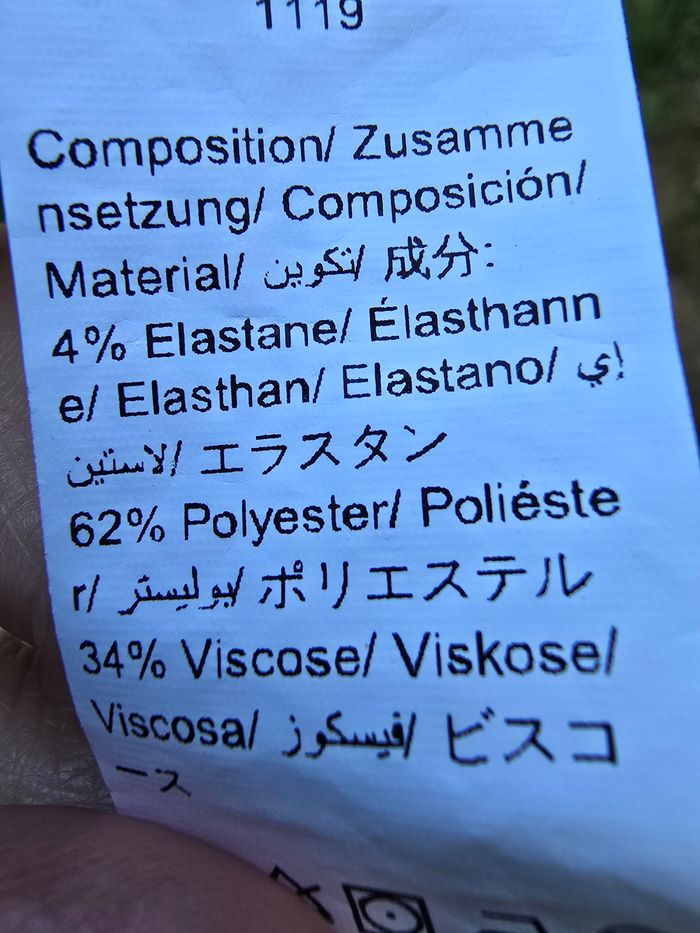 1119
Composition/ Zusamme
nsetzung/ Composición/
Material/ تكوين/ 成分:
4% Elastane/ Élasthann
e/ Elasthan/ Elastano/ إي
لاستين/ エラスタン
62% Polyester/ Poliéste
r/ بوليستر/ ポリエステル
34% Viscose/ Viskose/
Viscosa/ فيسكوز/ ビスコ
ース